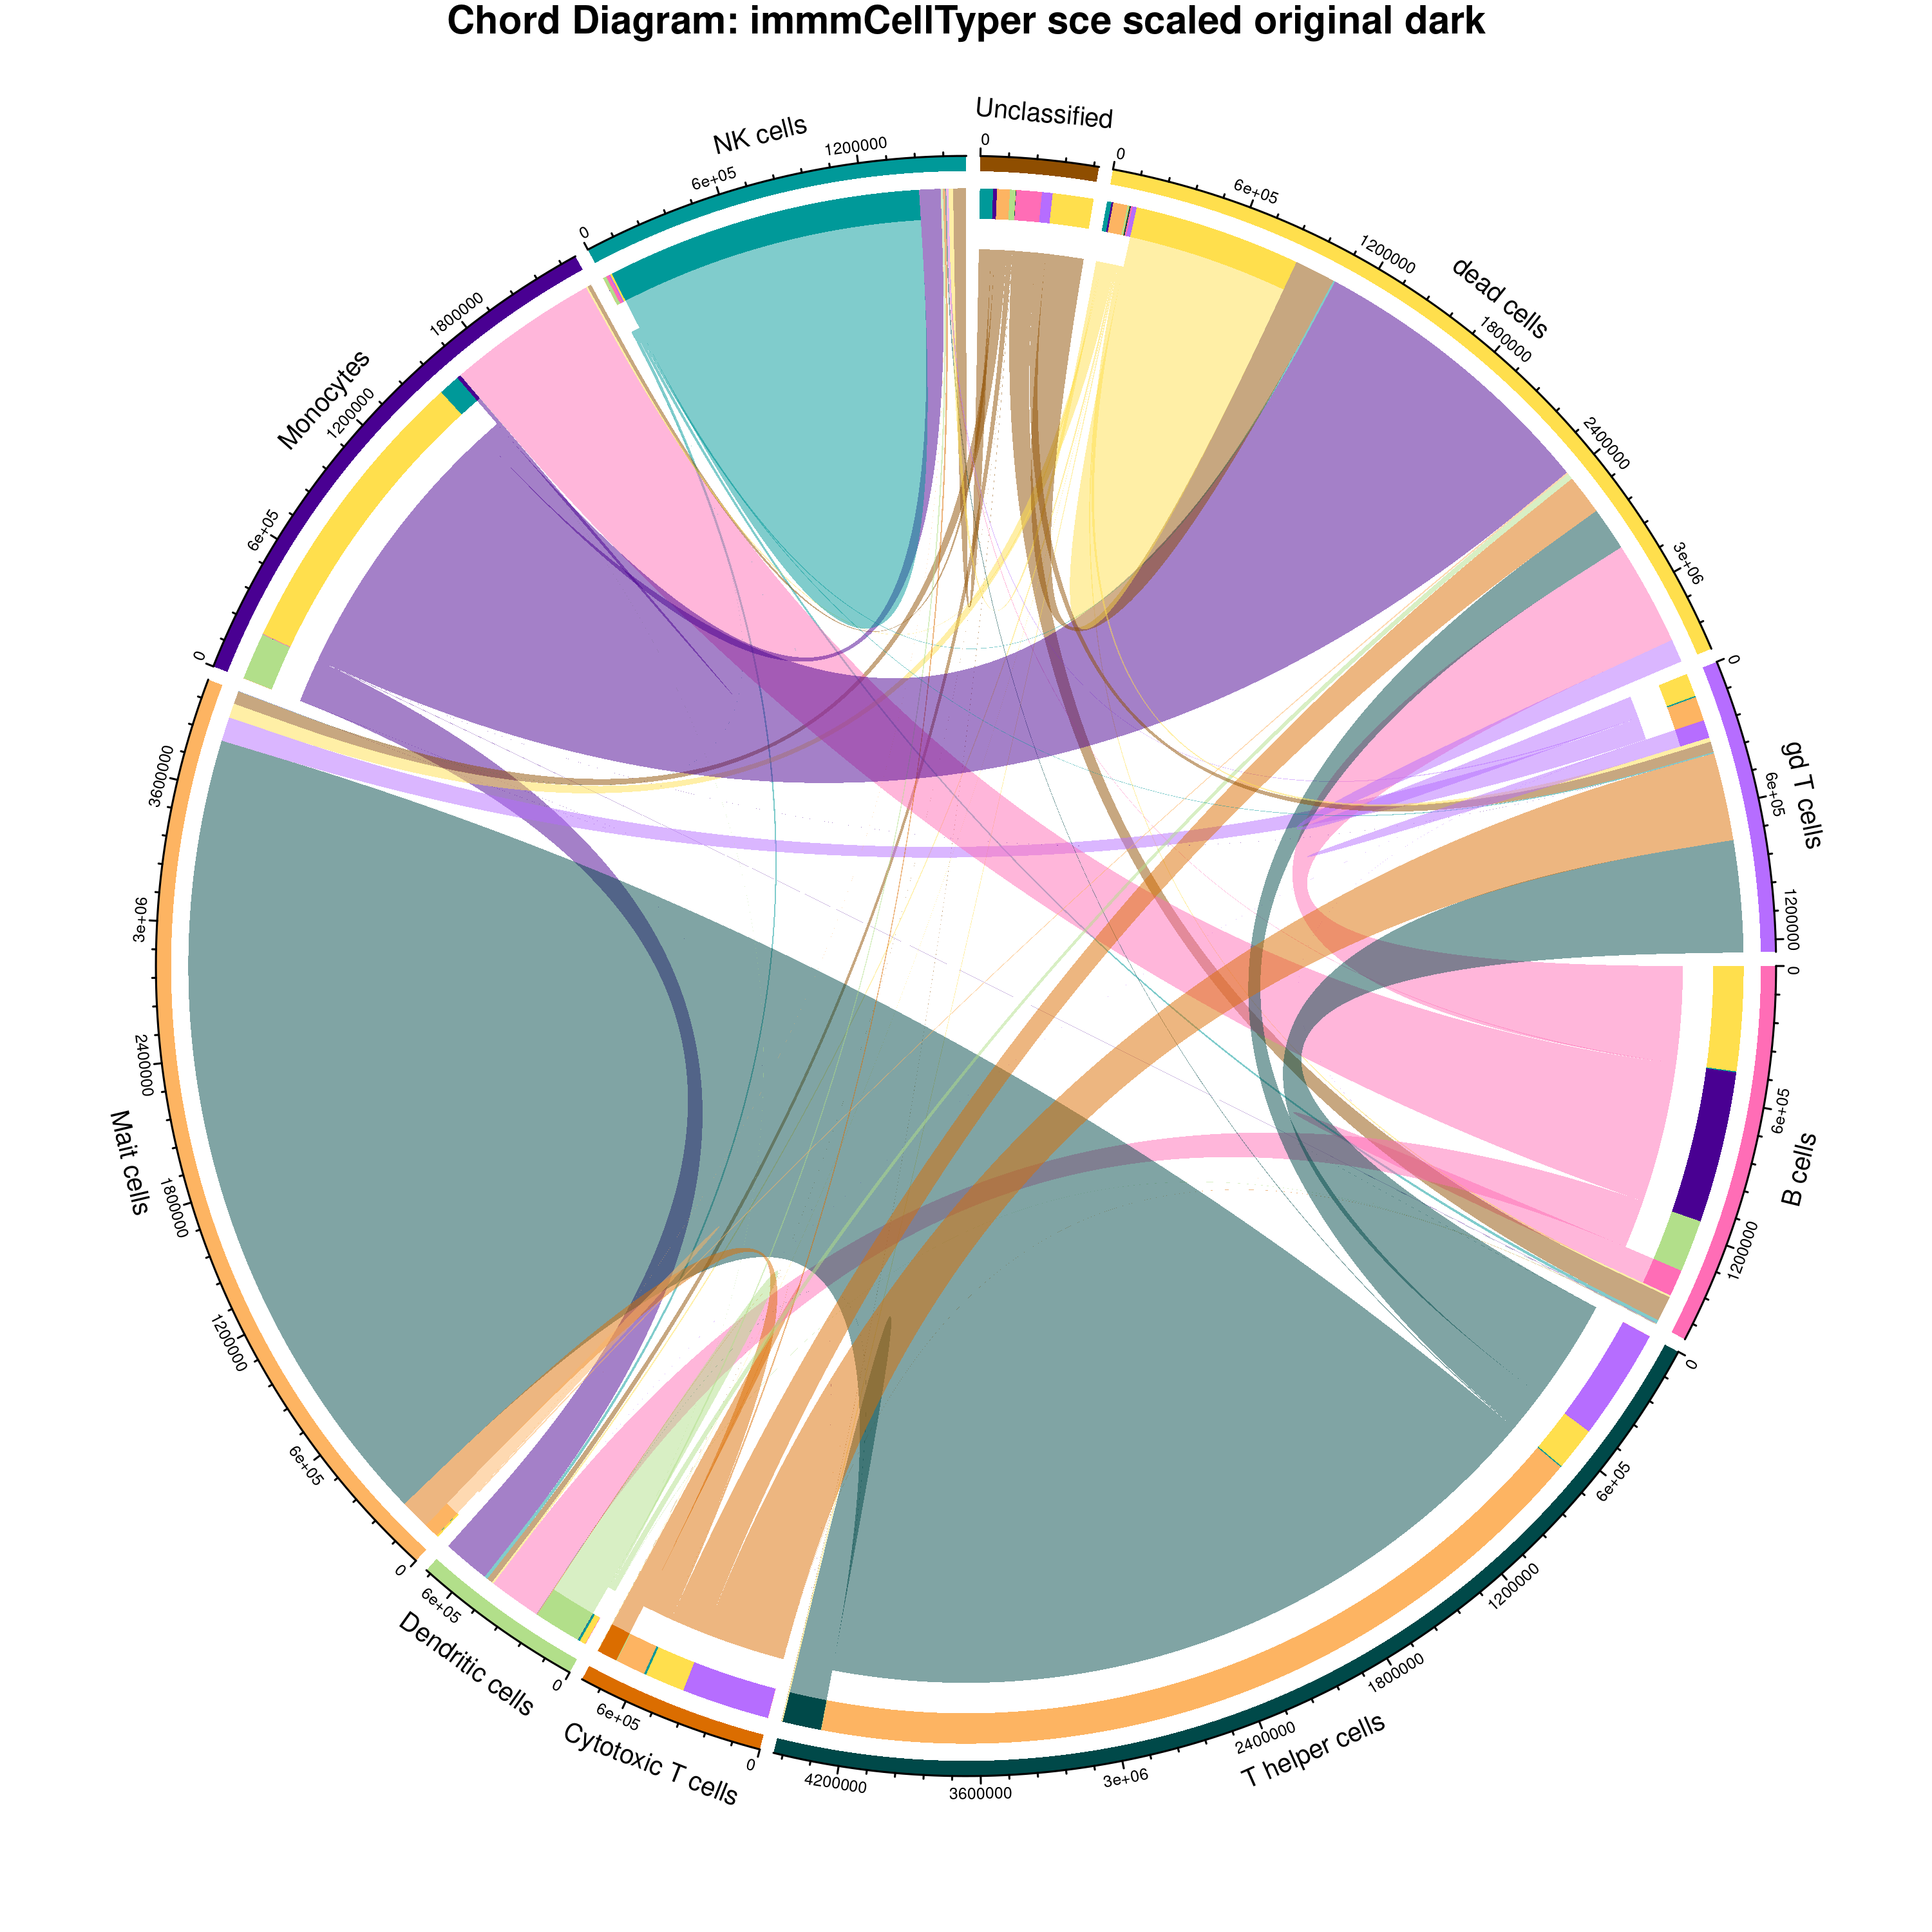 Chord Diagram: immmCellTyper sce scaled original dark
Unclassified
0
dead cells
0
6e+05
1200000
1800000
2400000
3e+06
gd T cells
0
6e+05
1200000
B cells
0
6e+05
1200000
T helper cells
0
6e+05
1200000
1800000
2400000
3e+06
3600000
4200000
Cytotoxic T cells
0
6e+05
Dendritic cells
0
6e+05
Mait cells
0
6e+05
1200000
1800000
2400000
3e+06
3600000
Monocytes
0
6e+05
1200000
1800000
NK cells
0
6e+05
1200000